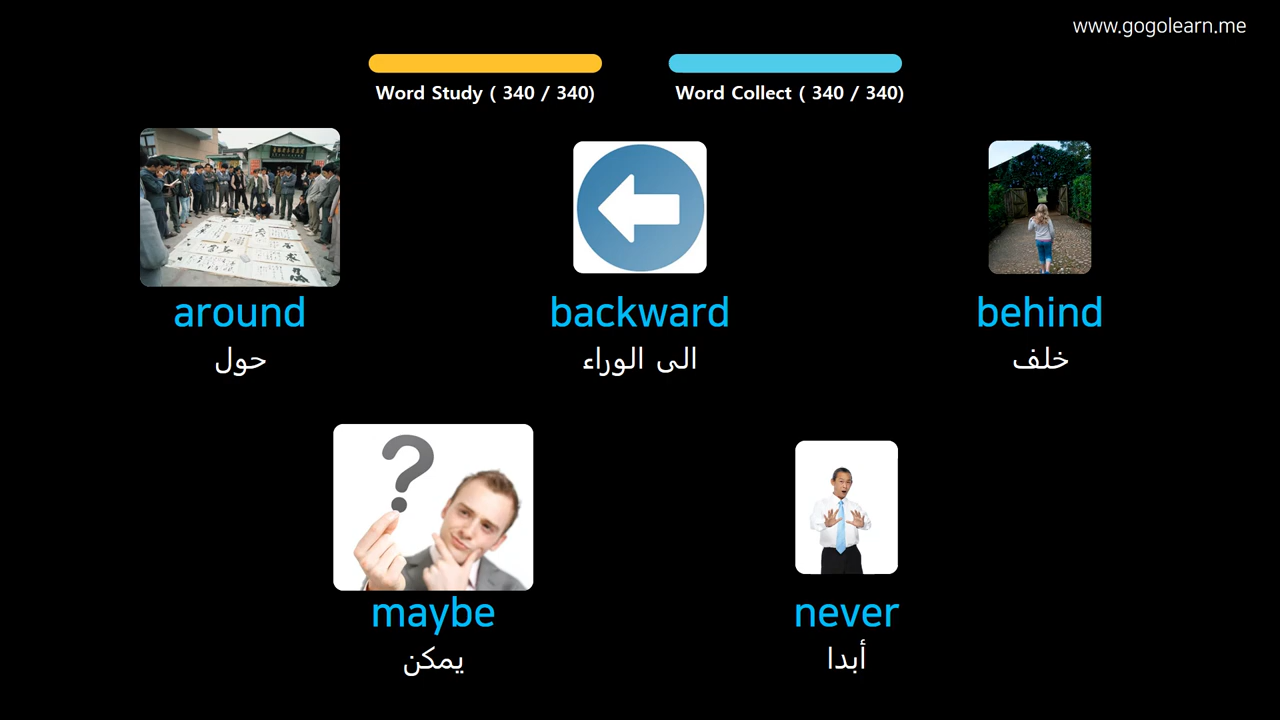 www.gogolearn.me
Word Study ( 340 / 340)
Word Collect ( 340 / 340)
around
حول
backward
الى الوراء
behind
خلف
maybe
يمكن
never
أبدا